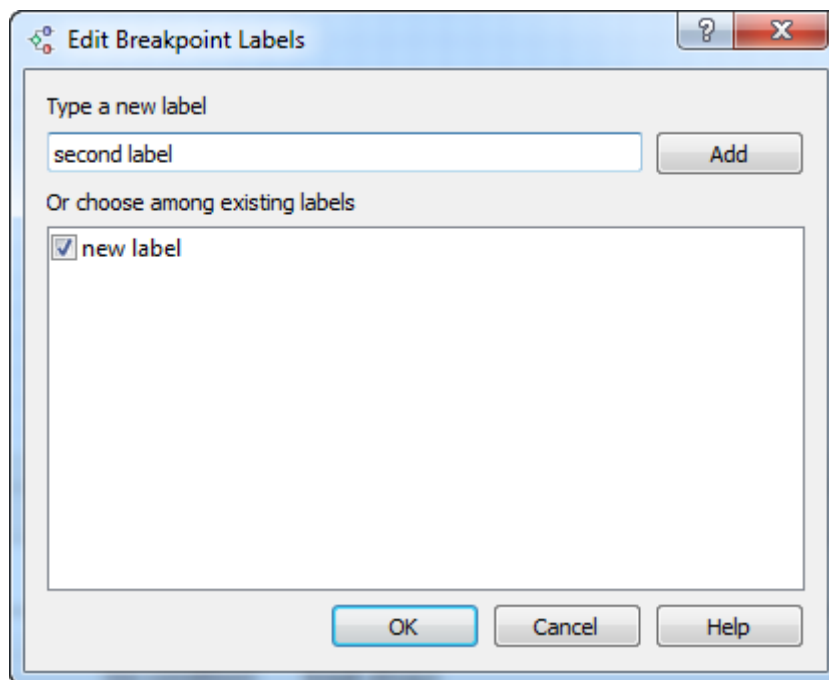 Edit Breakpoint Labels
Type a new label
second label
Add
Or choose among existing labels
new label
OK
Cancel
Help